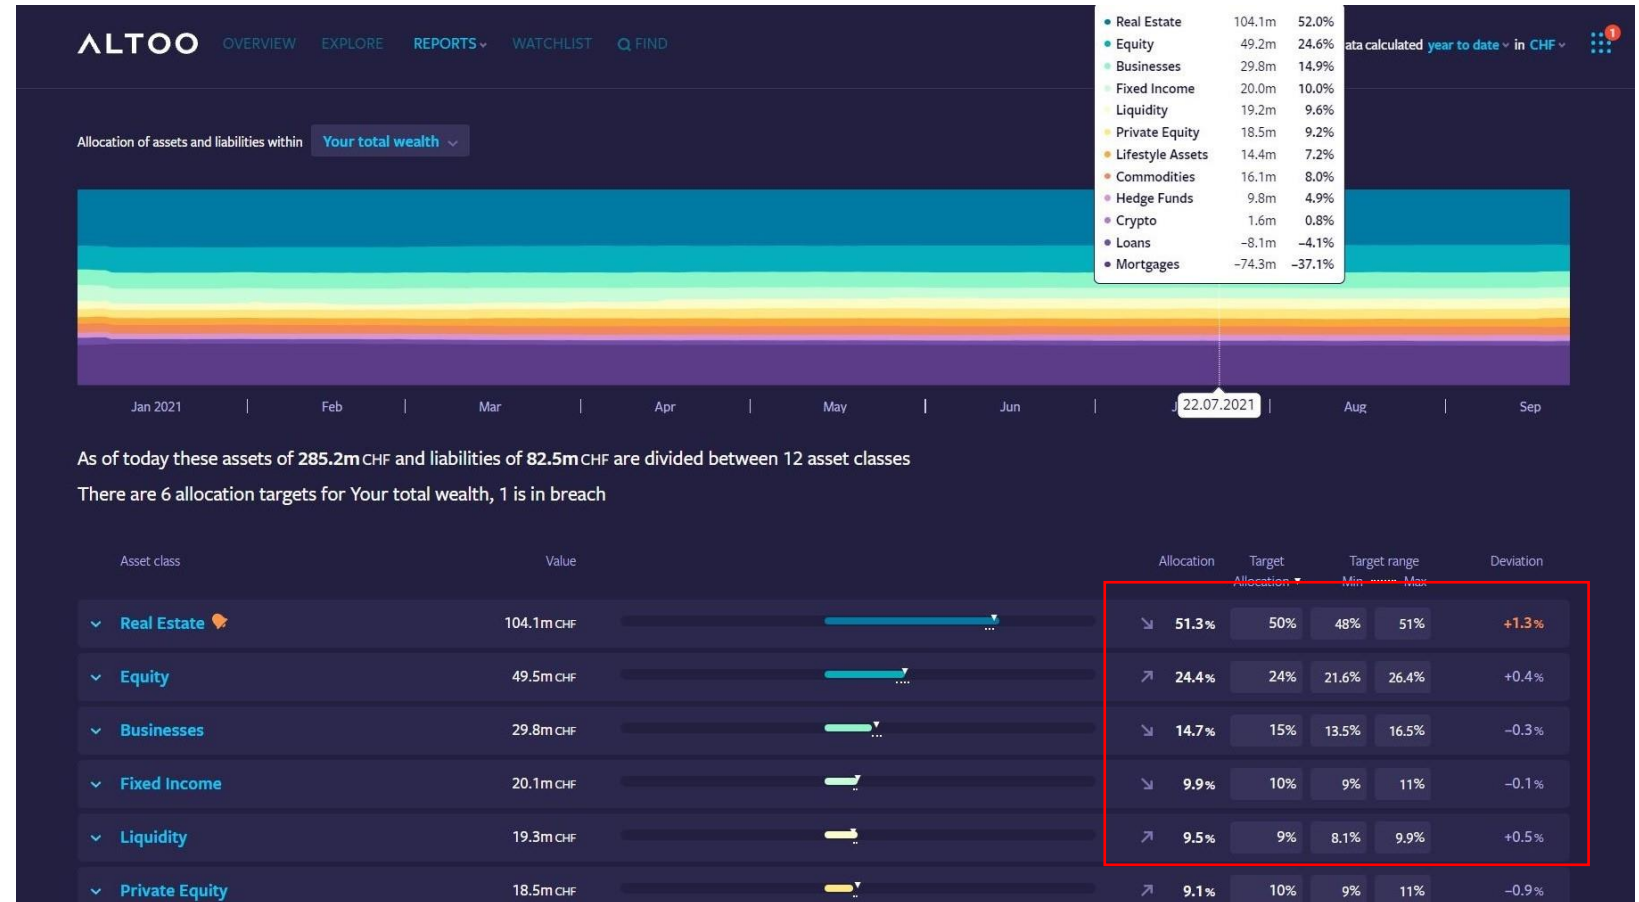 ALTOO OVERVIEW EXPLORE REPORTS WATCHLIST FIND
ata calculated year to date in CHF
1
Real Estate 104.1m 52.0%
Equity 49.2m 24.6%
Businesses 29.8m 14.9%
Fixed Income 20.0m 10.0%
Liquidity 19.2m 9.6%
Private Equity 18.5m 9.2%
Lifestyle Assets 14.4m 7.2%
Commodities 16.1m 8.0%
Hedge Funds 9.8m 4.9%
Crypto 1.6m 0.8%
Loans –8.1m –4.1%
Mortgages –74.3m –37.1%
Allocation of assets and liabilities within Your total wealth
Jan 2021 Feb Mar Apr May Jun J 22.07.2021 Aug Sep
As of today these assets of 285.2m CHF and liabilities of 82.5m CHF are divided between 12 asset classes
There are 6 allocation targets for Your total wealth, 1 is in breach
Asset class Value Allocation Target Target range Deviation
Allocation Min Max
Real Estate 104.1m CHF 51.3% 50% 48% 51% +1.3%
Equity 49.5m CHF 24.4% 24% 21.6% 26.4% +0.4%
Businesses 29.8m CHF 14.7% 15% 13.5% 16.5% –0.3%
Fixed Income 20.1m CHF 9.9% 10% 9% 11% –0.1%
Liquidity 19.3m CHF 9.5% 9% 8.1% 9.9% +0.5%
Private Equity 18.5m CHF 9.1% 10% 9% 11% –0.9%